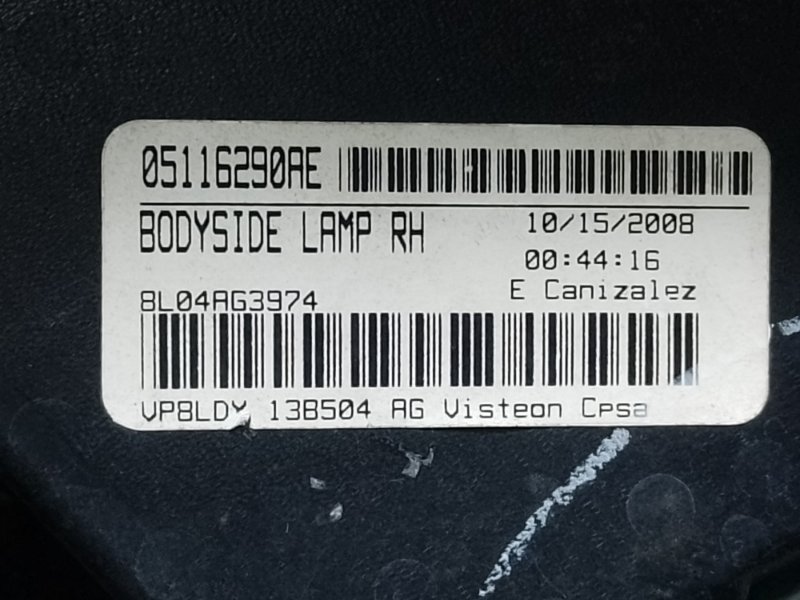 05116290AE
BODYSIDE LAMP RH
10/15/2008
00:44:16
E Canizalez
8L04AG3974
VP8LDY 13B504 AG Visteon Cpsa